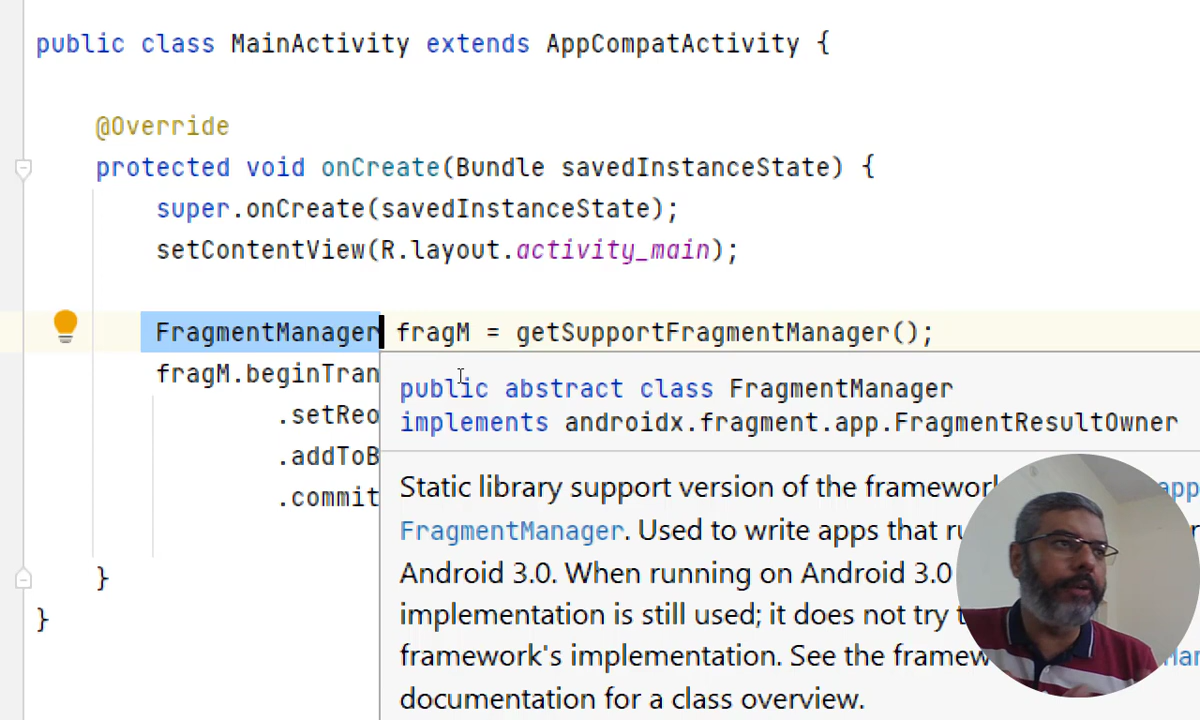 public class MainActivity extends AppCompatActivity {
@Override
protected void onCreate(Bundle savedInstanceState) {
super.onCreate(savedInstanceState);
setContentView(R.layout.activity_main);
FragmentManager fragM = getSupportFragmentManager();
fragM.beginTran
.setReo
.addToB
.commit
}
}
public abstract class FragmentManager
implements androidx.fragment.app.FragmentResultOwner
Static library support version of the framework app
FragmentManager. Used to write apps that ru
Android 3.0. When running on Android 3.0
implementation is still used; it does not try t
framework's implementation. See the framew
documentation for a class overview.